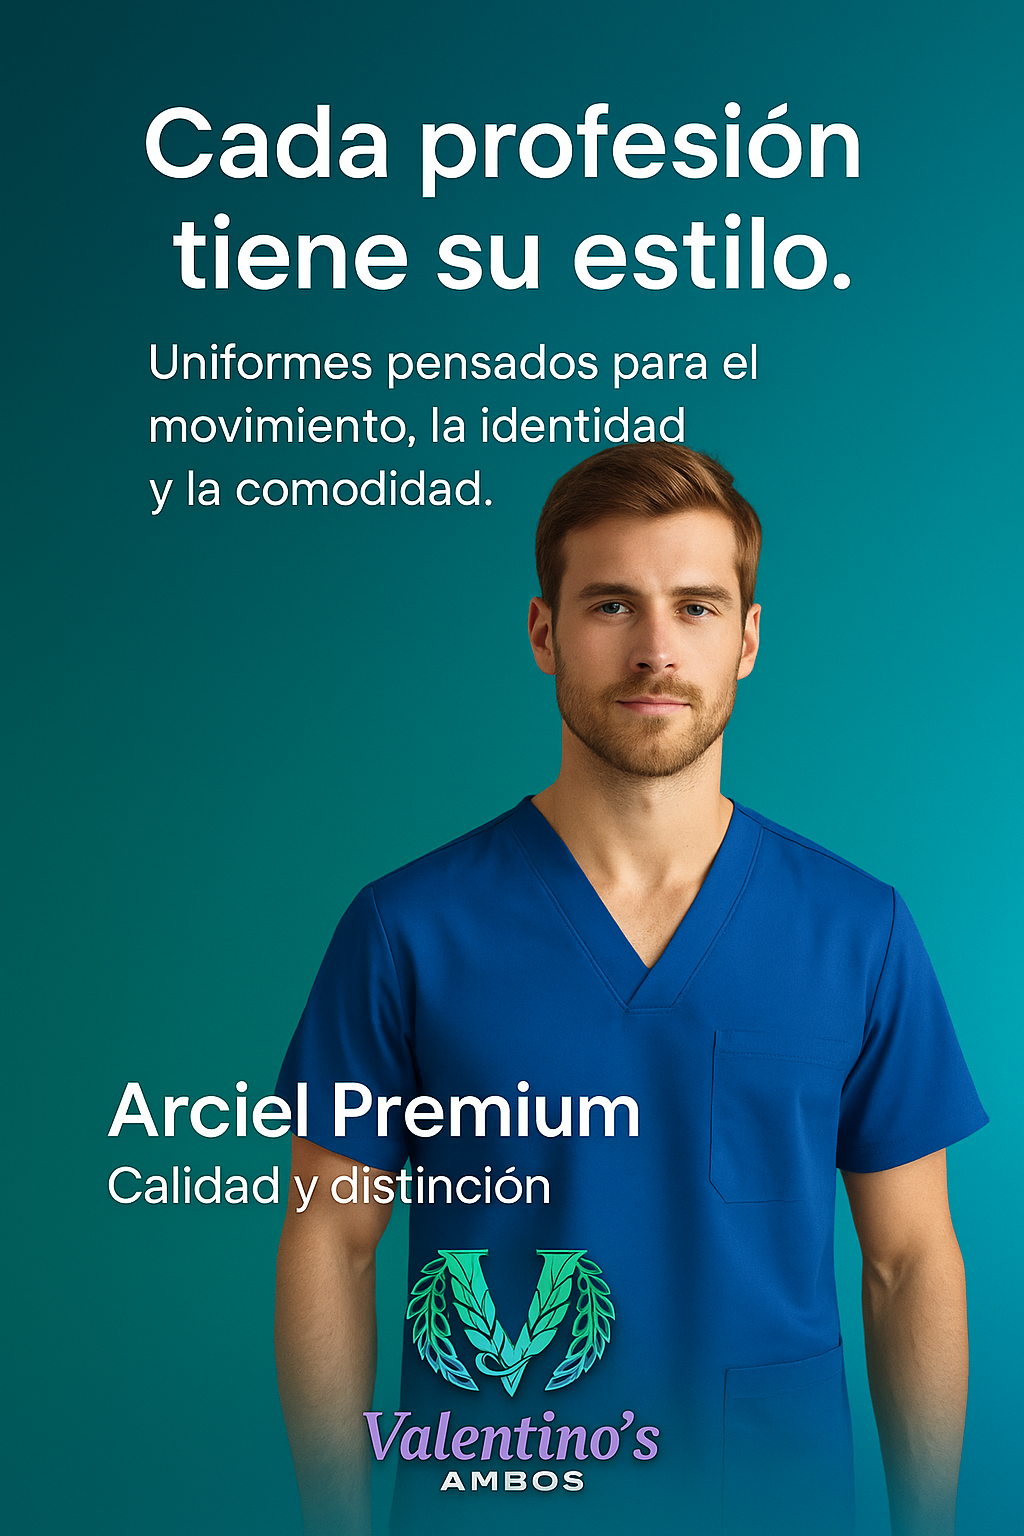 Cada profesión
tiene su estilo.
Uniformes pensados para el
movimiento, la identidad
y la comodidad.
Arciel Premium
Calidad y distinción
Valentino's
AMBOS